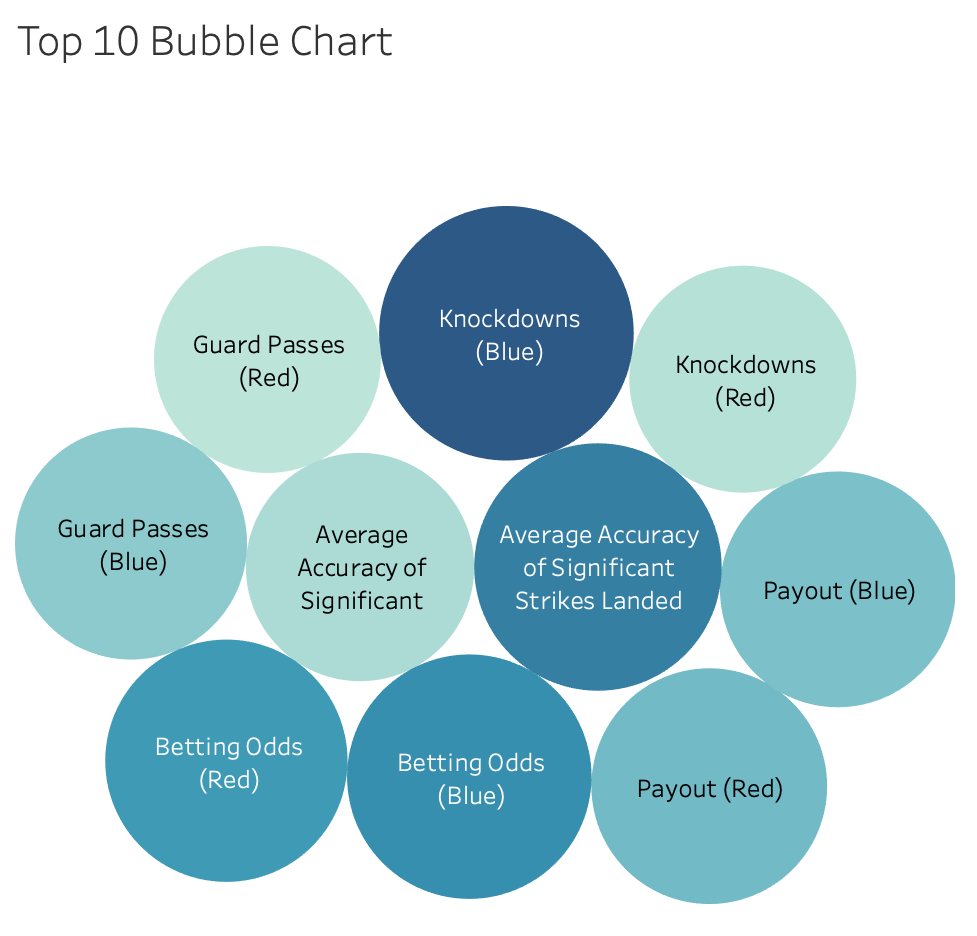 Top 10 Bubble Chart
Knockdowns
(Blue)
Guard Passes
(Red)
Knockdowns
(Red)
Guard Passes
(Blue)
Average
Accuracy of
Significant
Average Accuracy
of Significant
Strikes Landed
Payout (Blue)
Betting Odds
(Red)
Betting Odds
(Blue)
Payout (Red)